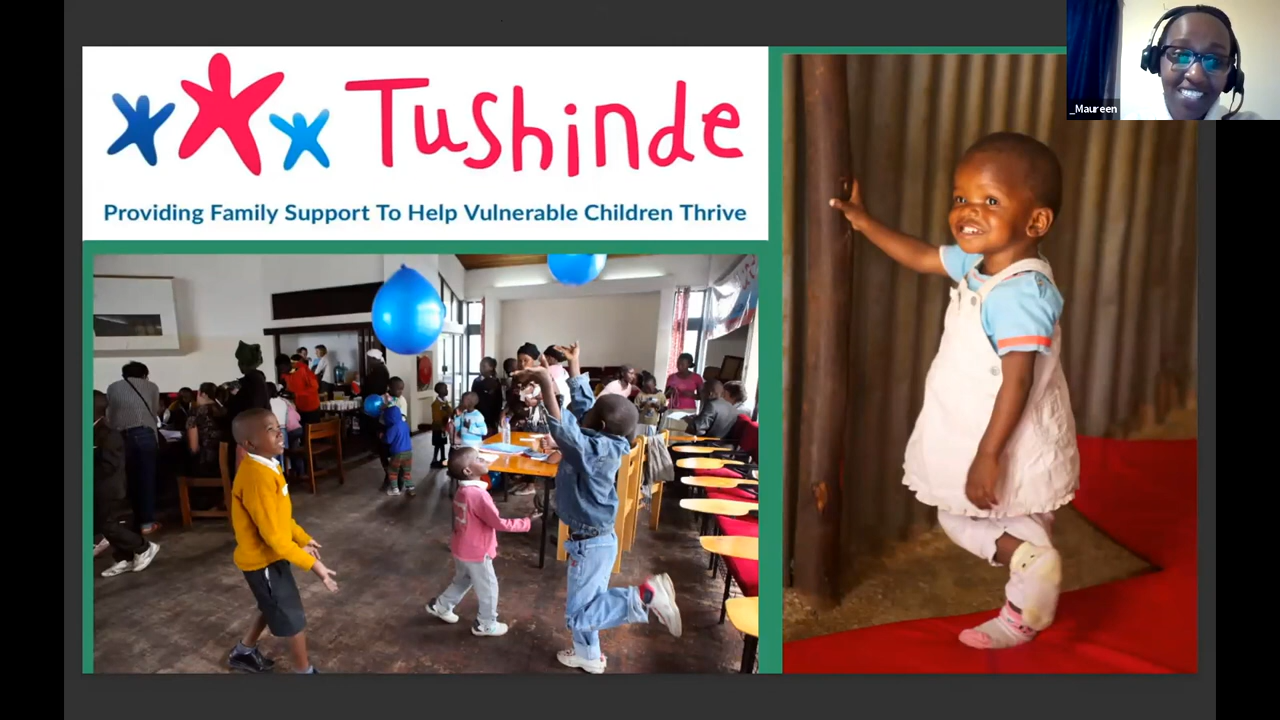 Tushinde
Providing Family Support To Help Vulnerable Children Thrive
_Maureen